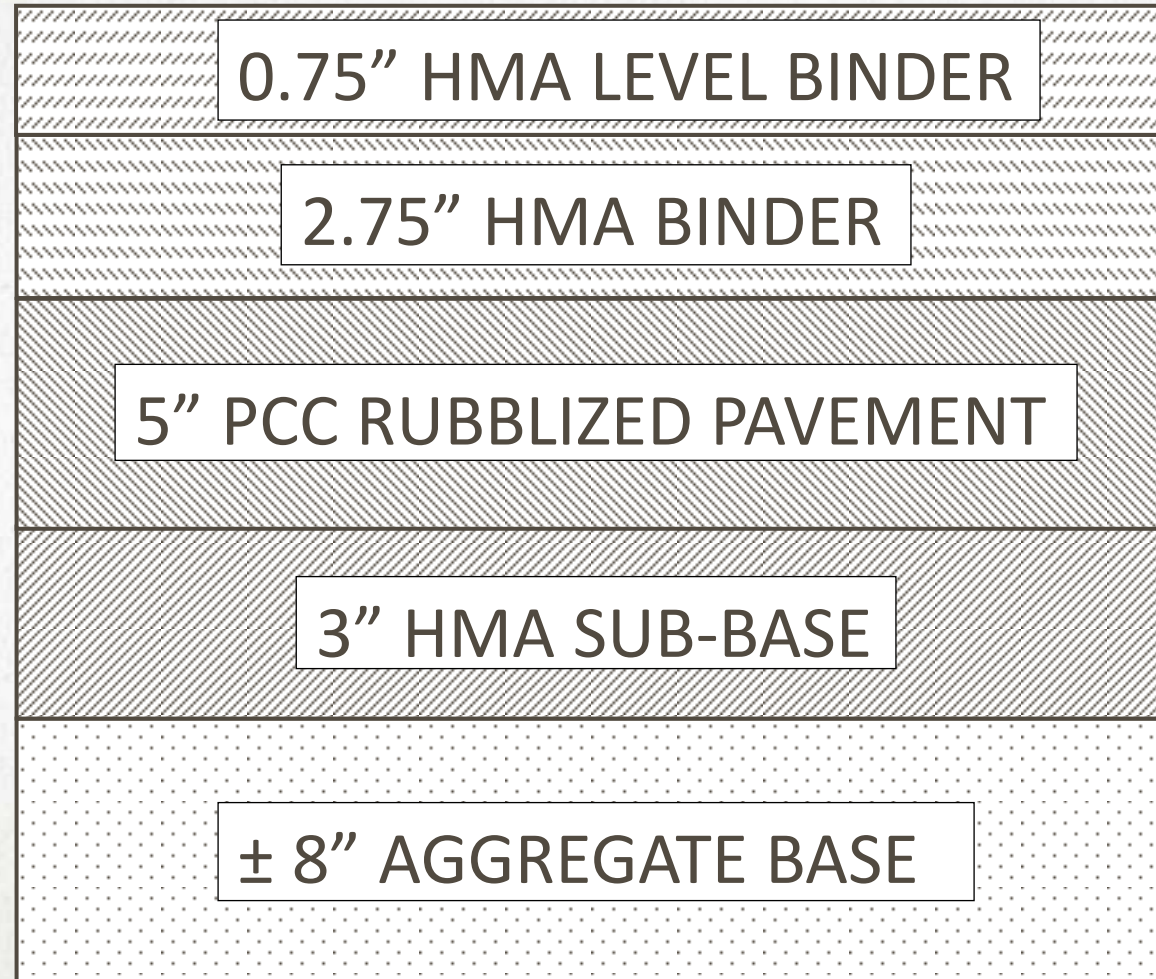 0.75” HMA LEVEL BINDER
2.75” HMA BINDER
5” PCC RUBBLIZED PAVEMENT
3” HMA SUB-BASE
± 8” AGGREGATE BASE